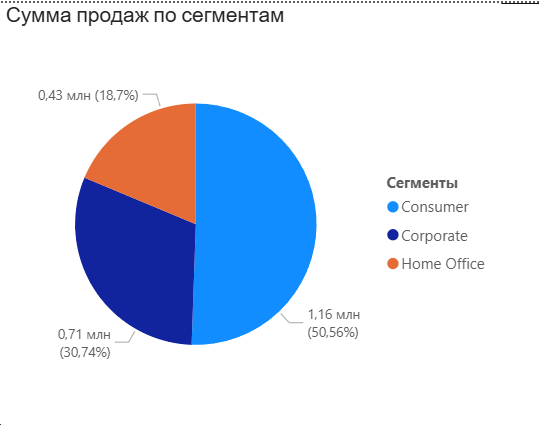 Сумма продаж по сегментам
0,43 млн (18,7%)
Сегменты
Consumer
Corporate
Home Office
1,16 млн
(50,56%)
0,71 млн
(30,74%)